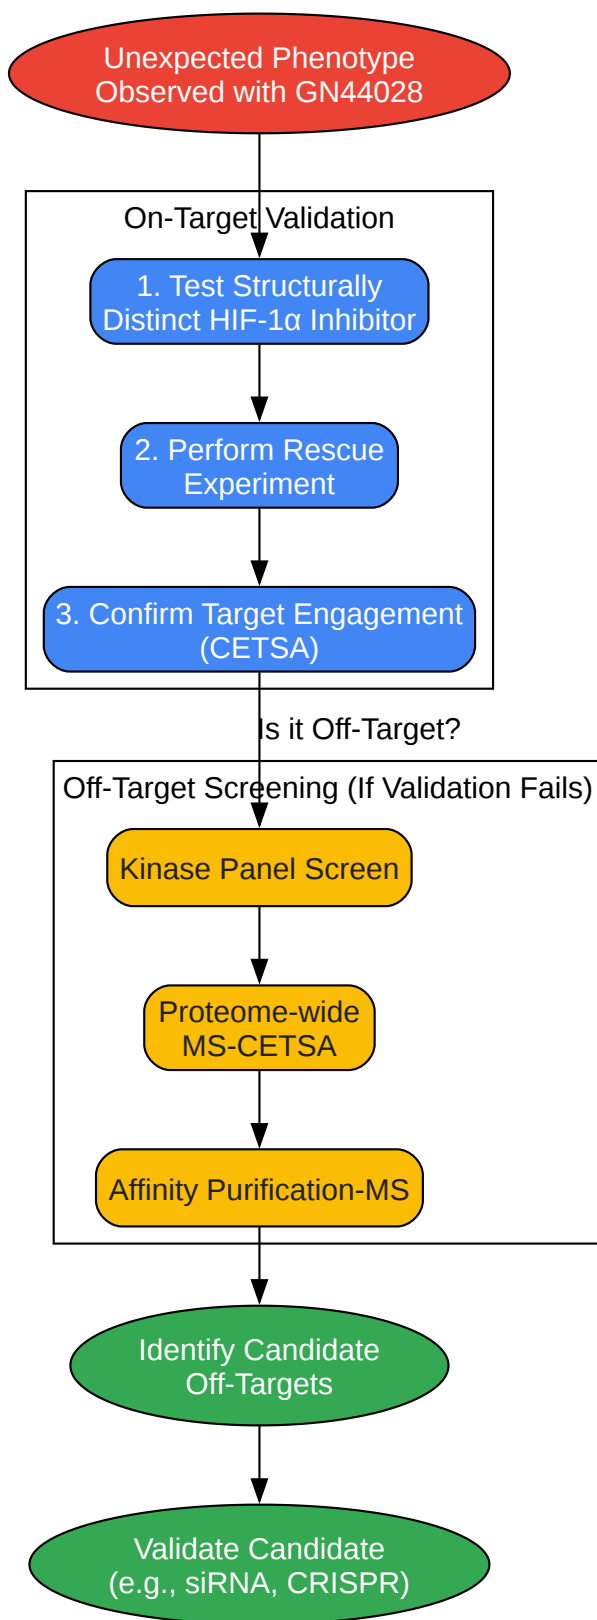 Unexpected Phenotype
Observed with GN44028
On-Target Validation
1. Test Structurally
Distinct HIF-1α Inhibitor
2. Perform Rescue
Experiment
3. Confirm Target Engagement
(CETSA)
Is it Off-Target?
Off-Target Screening (If Validation Fails)
Kinase Panel Screen
Proteome-wide
MS-CETSA
Affinity Purification-MS
Identify Candidate
Off-Targets
Validate Candidate
(e.g., siRNA, CRISPR)